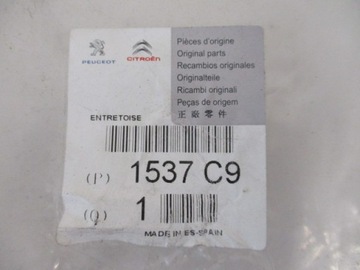 PEUGEOT CITROËN
Pièces d'origine
Original parts
Recambios originales
Originalteile
Ricambi originali
Peças de origem
正廠零件
ENTRETOISE
(P) 1537 C9
(Q) 1
MADE IN ES-SPAIN